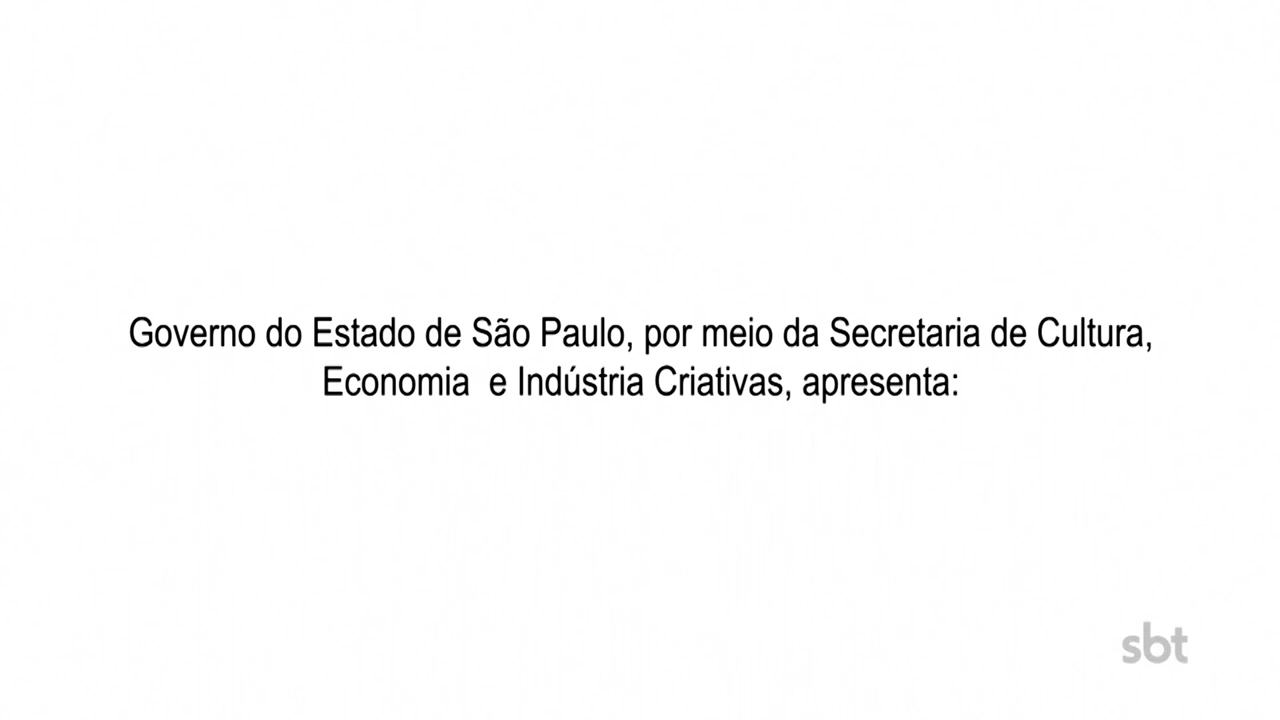 Governo do Estado de São Paulo, por meio da Secretaria de Cultura,
Economia  e Indústria Criativas, apresenta:
sbt